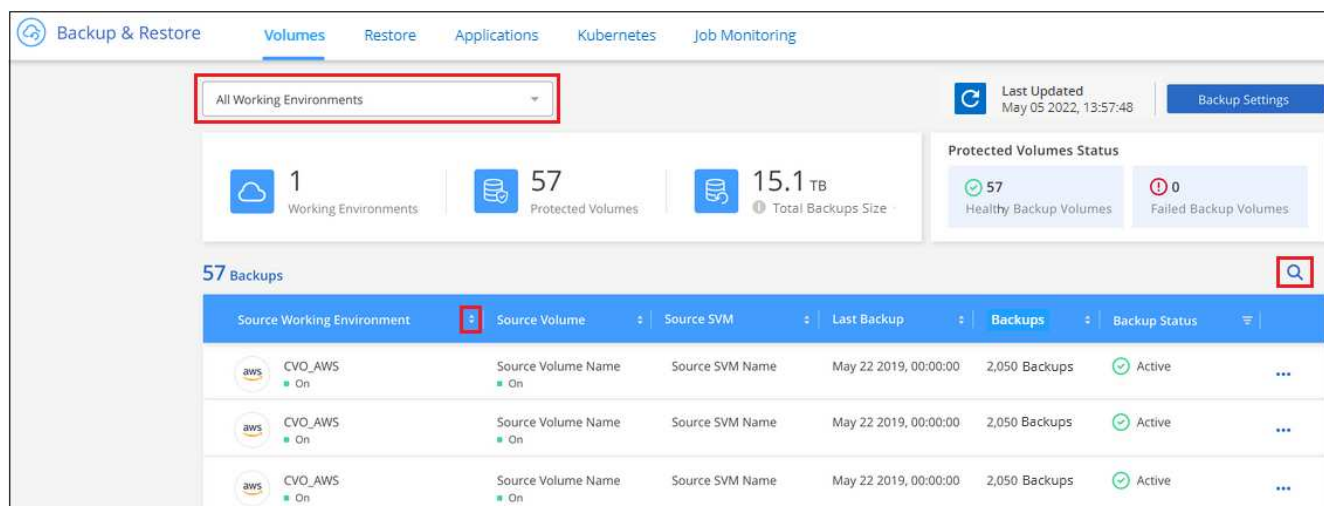 Backup & Restore Volumes Restore Applications Kubernetes Job Monitoring
All Working Environments
Last Updated
May 05 2022, 13:57:48
Backup Settings
1
Working Environments
57
Protected Volumes
15.1 TB
Total Backups Size
Protected Volumes Status
57
Healthy Backup Volumes
0
Failed Backup Volumes
57 Backups
Source Working Environment Source Volume Source SVM Last Backup Backups Backup Status
aws CVO_AWS Source Volume Name Source SVM Name May 22 2019, 00:00:00 2,050 Backups Active
On On
aws CVO_AWS Source Volume Name Source SVM Name May 22 2019, 00:00:00 2,050 Backups Active
On On
aws CVO_AWS Source Volume Name Source SVM Name May 22 2019, 00:00:00 2,050 Backups Active
On On